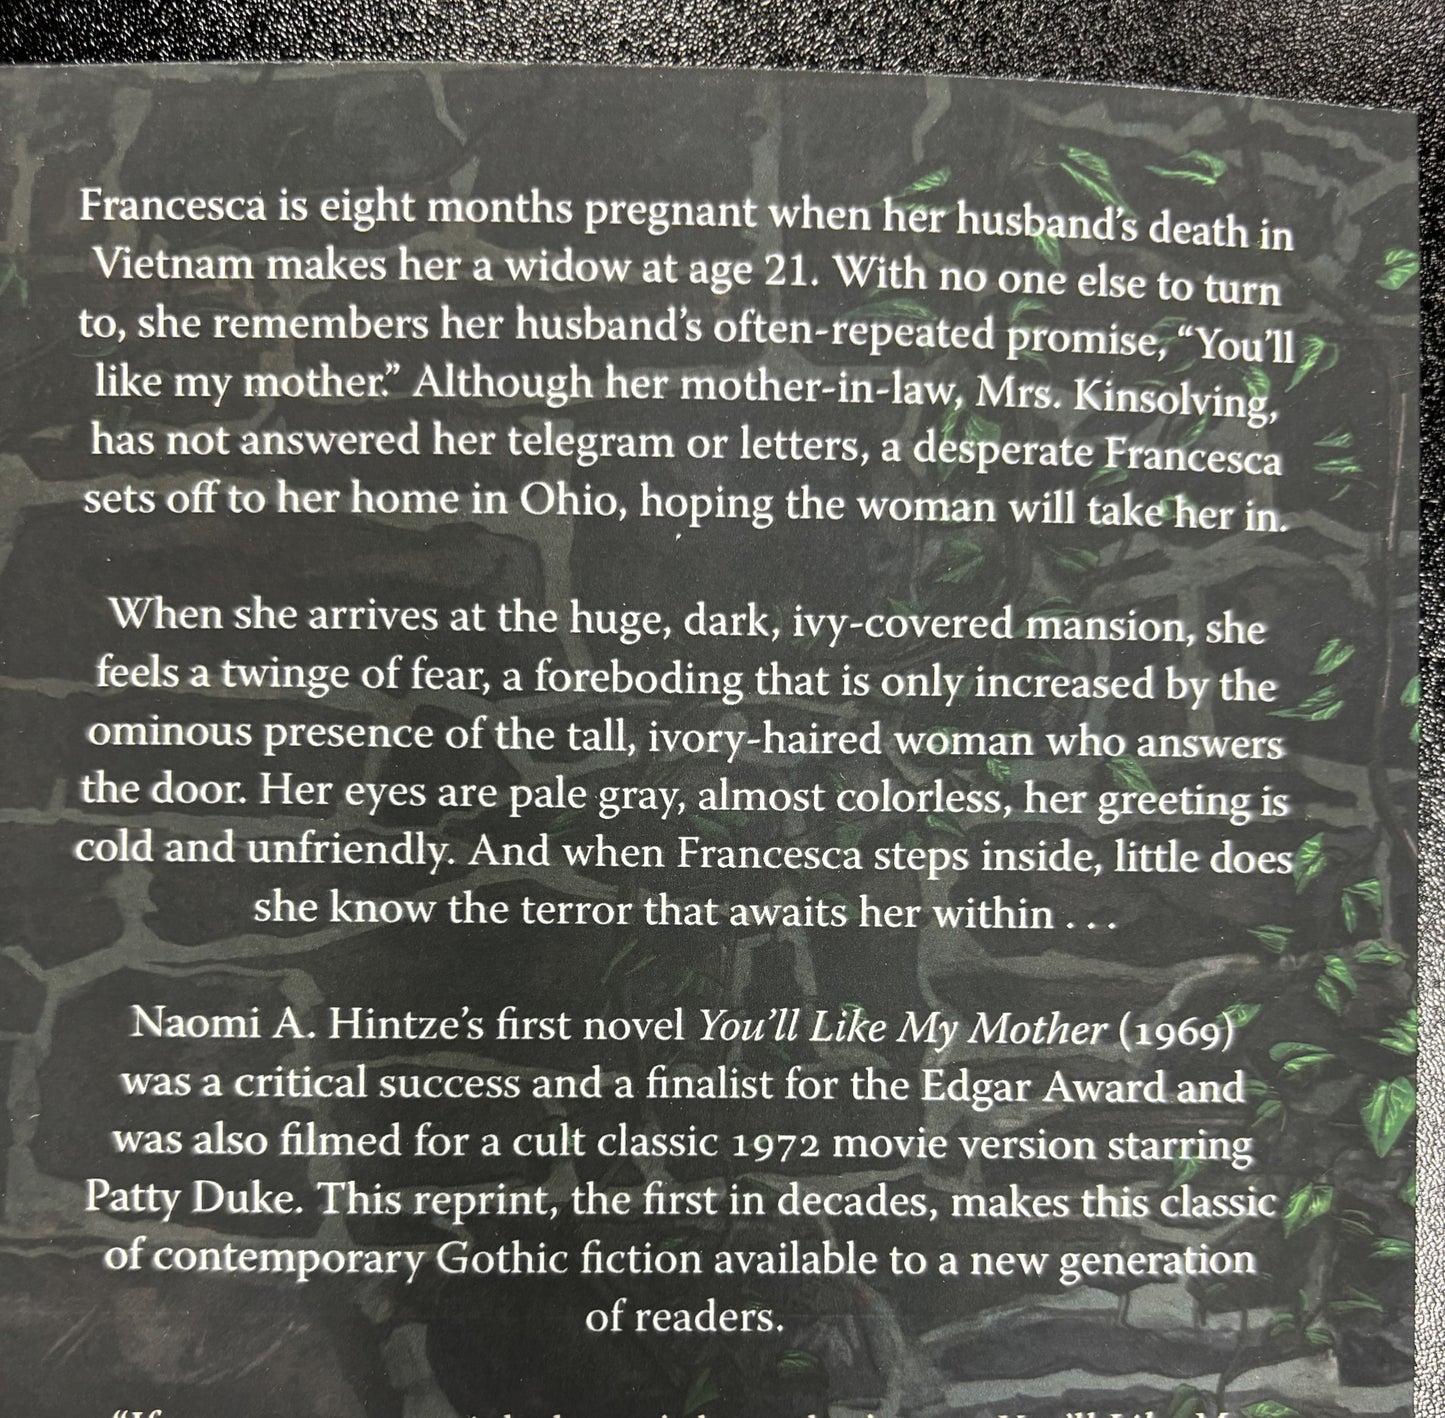 Francesca is eight months pregnant when her husband’s death in
Vietnam makes her a widow at age 21. With no one else to turn
to, she remembers her husband’s often-repeated promise, “You’ll
like my mother.” Although her mother-in-law, Mrs. Kinsolving,
has not answered her telegram or letters, a desperate Francesca
sets off to her home in Ohio, hoping the woman will take her in.
When she arrives at the huge, dark, ivy-covered mansion, she
feels a twinge of fear, a foreboding that is only increased by the
ominous presence of the tall, ivory-haired woman who answers
the door. Her eyes are pale gray, almost colorless, her greeting is
cold and unfriendly. And when Francesca steps inside, little does
she know the terror that awaits her within . . .
Naomi A. Hintze’s first novel You’ll Like My Mother (1969)
was a critical success and a finalist for the Edgar Award and
was also filmed for a cult classic 1972 movie version starring
Patty Duke. This reprint, the first in decades, makes this classic
of contemporary Gothic fiction available to a new generation
of readers.
“If